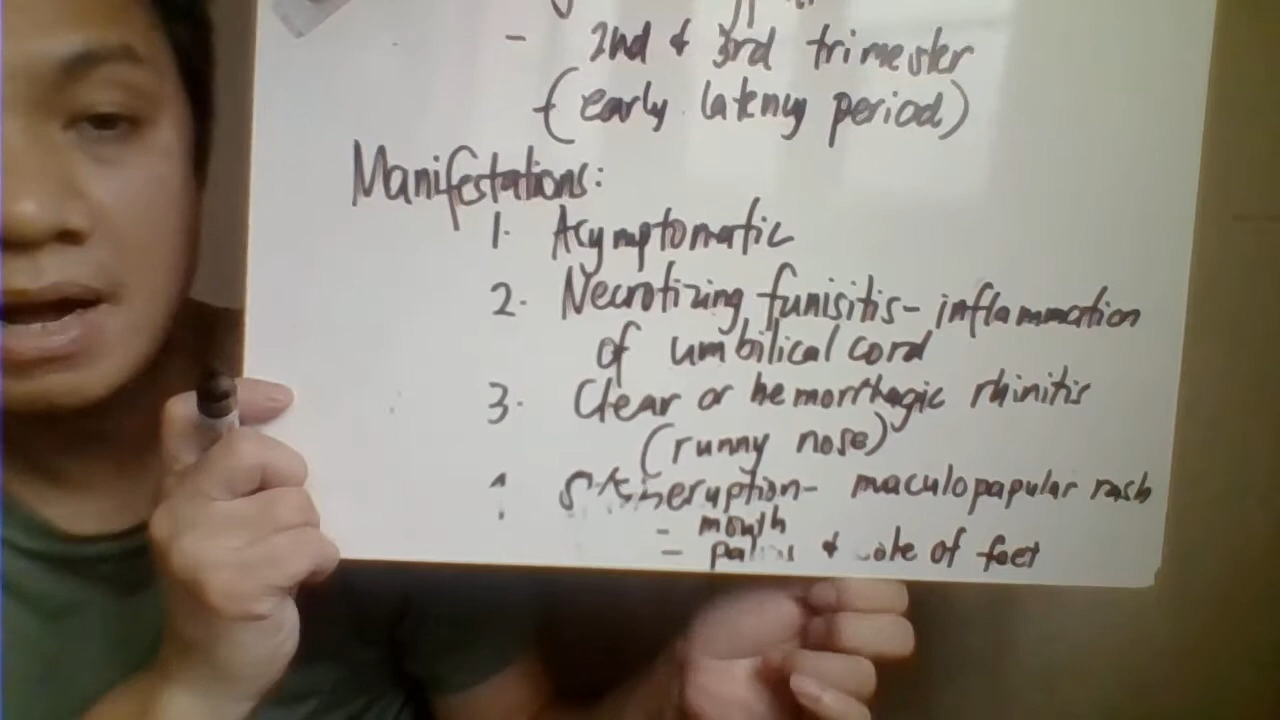 - 2nd & 3rd trimester
(early latency period)
Manifestations:
1. Asymptomatic
2. Necrotizing funisitis- inflammation
of umbilical cord
3. Clear or hemorrhagic rhinitis
(runny nose)
eruption- maculopapular rash
- mouth
- palms & sole of feet